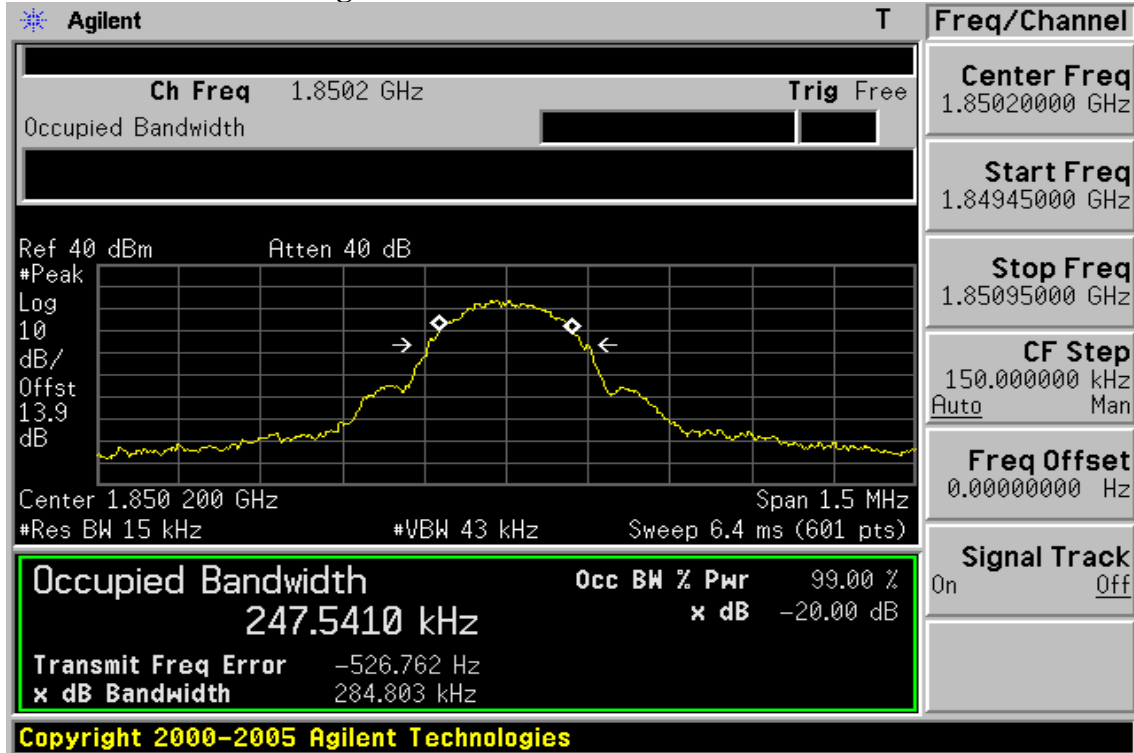 Agilent T Freq/Channel
Ch Freq 1.8502 GHz Trig Free
Occupied Bandwidth
Center Freq
1.85020000 GHz
Start Freq
1.84945000 GHz
Stop Freq
1.85095000 GHz
CF Step
150.000000 kHz
Auto Man
Freq Offset
0.00000000 Hz
Signal Track
On Off
Ref 40 dBm Atten 40 dB
#Peak
Log
10
dB/
Offst
13.9
dB
Center 1.850 200 GHz Span 1.5 MHz
#Res BW 15 kHz #VBW 43 kHz Sweep 6.4 ms (601 pts)
Occupied Bandwidth Occ BW % Pwr 99.00 %
247.5410 kHz x dB -20.00 dB
Transmit Freq Error -526.762 Hz
x dB Bandwidth 284.803 kHz
Copyright 2000-2005 Agilent Technologies